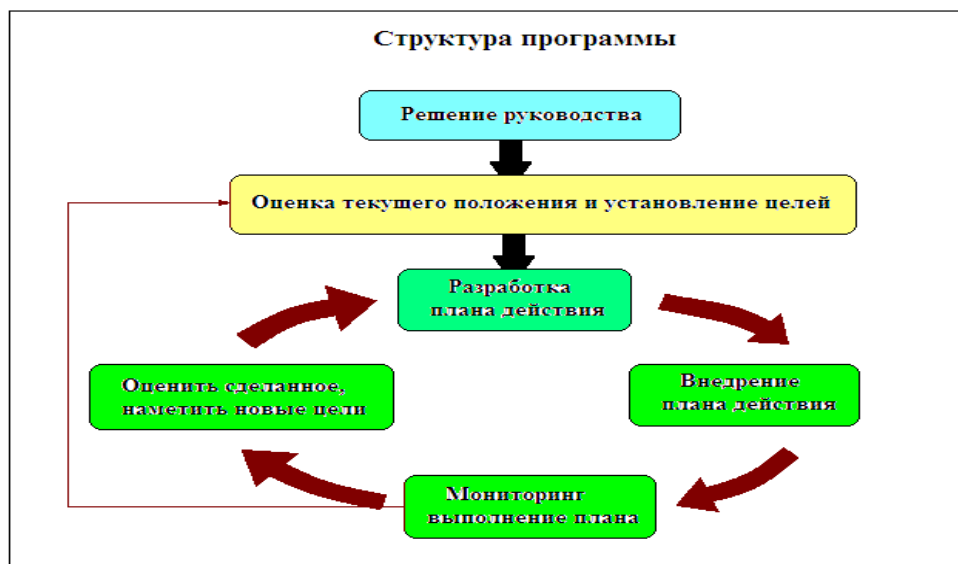 Структура программы
Решение руководства
Оценка текущего положения и установление целей
Разработка
плана действия
Оценить сделанное,
наметить новые цели
Внедрение
плана действия
Мониторинг
выполнение плана